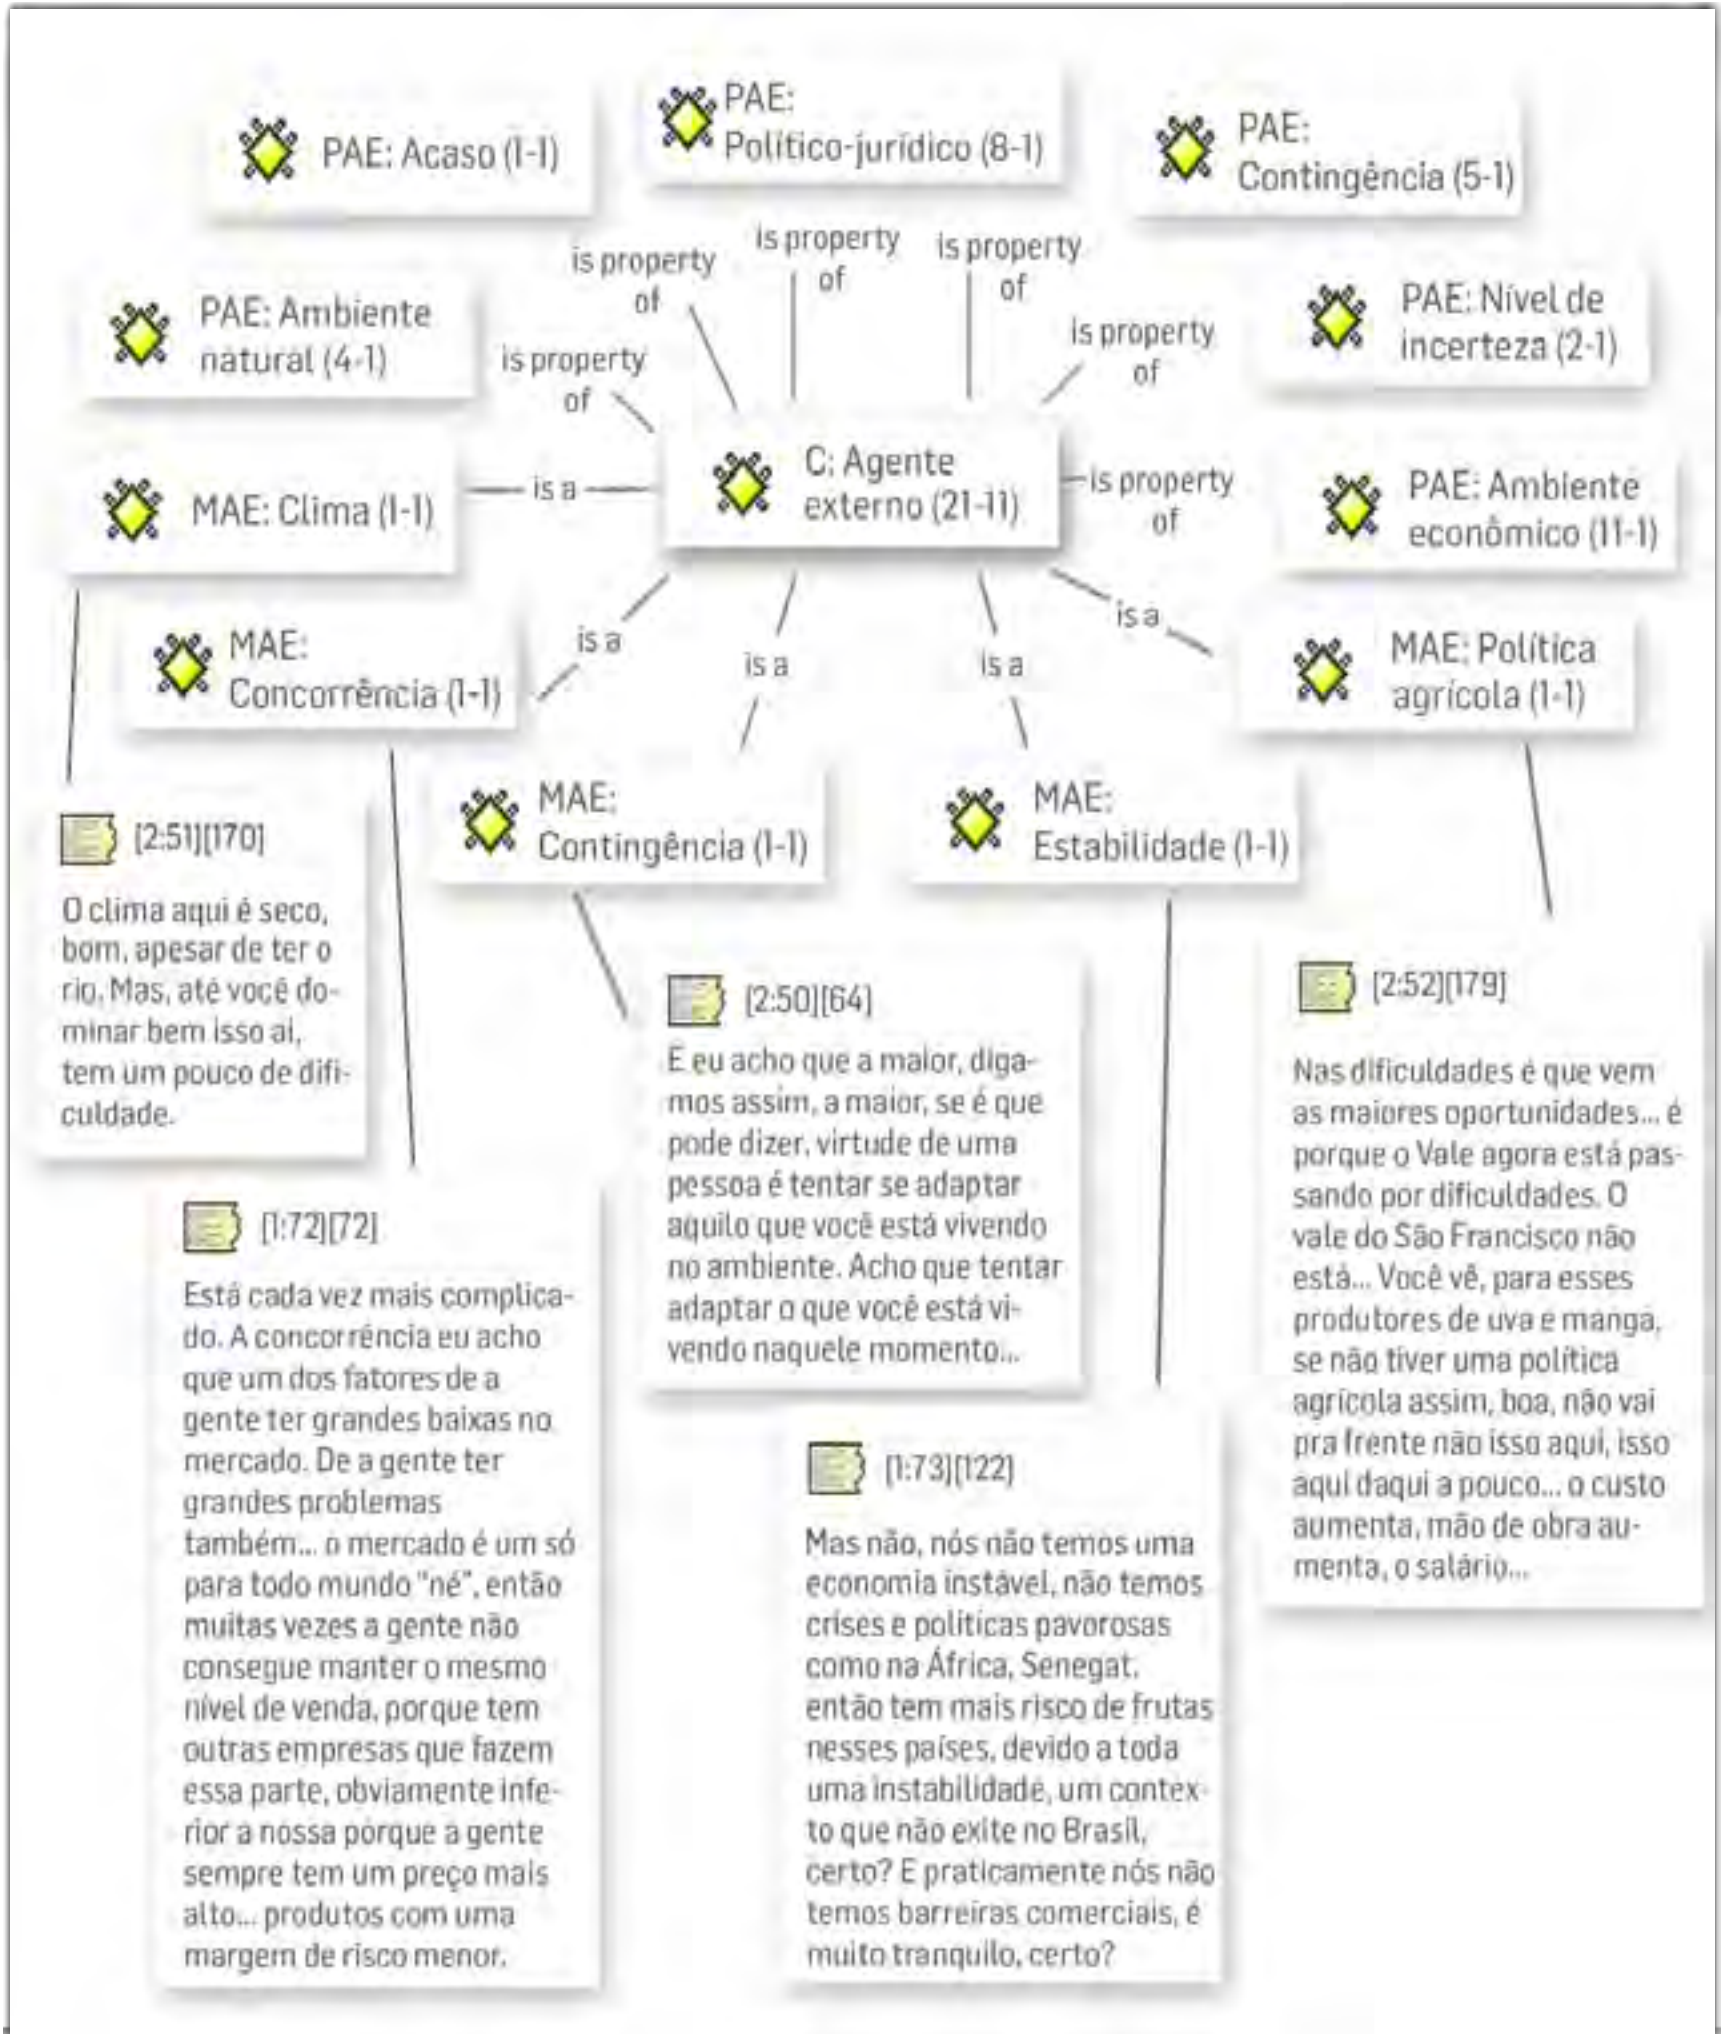 PAE: Acaso (1-1)
PAE:
Político-jurídico (8-1)
PAE:
Contingência (5-1)
is property
of
is property
of
is property
of
PAE: Ambiente
natural (4-1)
PAE: Nível de
incerteza (2-1)
is property
of
is property
of
MAE: Clima (1-1)
is a
C: Agente
externo (21-11)
is property
of
PAE: Ambiente
econômico (11-1)
MAE:
Concorrência (1-1)
is a
is a
is a
is a
MAE: Política
agrícola (1-1)
MAE:
Contingência (1-1)
MAE:
Estabilidade (1-1)
[2:51][170]
O clima aqui é seco,
bom, apesar de ter o
rio. Mas, até você do-
minar bem isso ai,
tem um pouco de difi-
culdade.
[1:72][72]
Está cada vez mais complica-
do. A concorrência eu acho
que um dos fatores de a
gente ter grandes baixas no
mercado. De a gente ter
grandes problemas
também... o mercado é um só
para todo mundo "né", então
muitas vezes a gente não
consegue manter o mesmo
nível de venda, porque tem
outras empresas que fazem
essa parte, obviamente infe-
rior a nossa porque a gente
sempre tem um preço mais
alto... produtos com uma
margem de risco menor.
[2:50][64]
E eu acho que a maior, diga-
mos assim, a maior, se é que
pode dizer, virtude de uma
pessoa é tentar se adaptar
aquilo que você está vivendo
no ambiente. Acho que tentar
adaptar o que você está vi-
vendo naquele momento...
[1:73][122]
Mas não, nós não temos uma
economia instável, não temos
crises e politicas pavorosas
como na África, Senegat,
então tem mais risco de frutas
nesses países, devido a toda
uma instabilidade, um contex-
to que não exite no Brasil,
certo? E praticamente nós não
temos barreiras comerciais, é
muito tranquilo, certo?
[2:52][179]
Nas dificuldades é que vem
as maiores oportunidades... é
porque o Vale agora está pas-
sando por dificuldades. O
vale do São Francisco não
está... Você vê, para esses
produtores de uva e manga,
se não tiver uma política
agrícola assim, boa, não vai
pra frente não isso aqui, isso
aqui daqui a pouco... o custo
aumenta, mão de obra au-
menta, o salário...